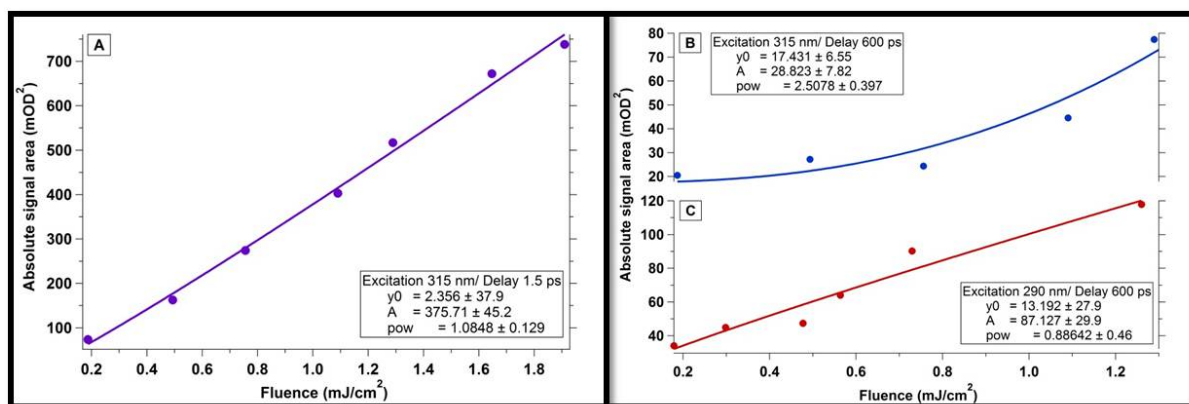 A
Absolute signal area (mOD²)
700
600
500
400
300
200
100
Excitation 315 nm/ Delay 1.5 ps
y0 = 2.356 ± 37.9
A = 375.71 ± 45.2
pow = 1.0848 ± 0.129
0.2 0.4 0.6 0.8 1.0 1.2 1.4 1.6 1.8
Fluence (mJ/cm²)
B
Excitation 315 nm/ Delay 600 ps
y0 = 17.431 ± 6.55
A = 28.823 ± 7.82
pow = 2.5078 ± 0.397
Absolute signal area (mOD²)
80
70
60
50
40
30
20
C
120
100
80
60
40
Excitation 290 nm/ Delay 600 ps
y0 = 13.192 ± 27.9
A = 87.127 ± 29.9
pow = 0.88642 ± 0.46
0.2 0.4 0.6 0.8 1.0 1.2
Fluence (mJ/cm²)